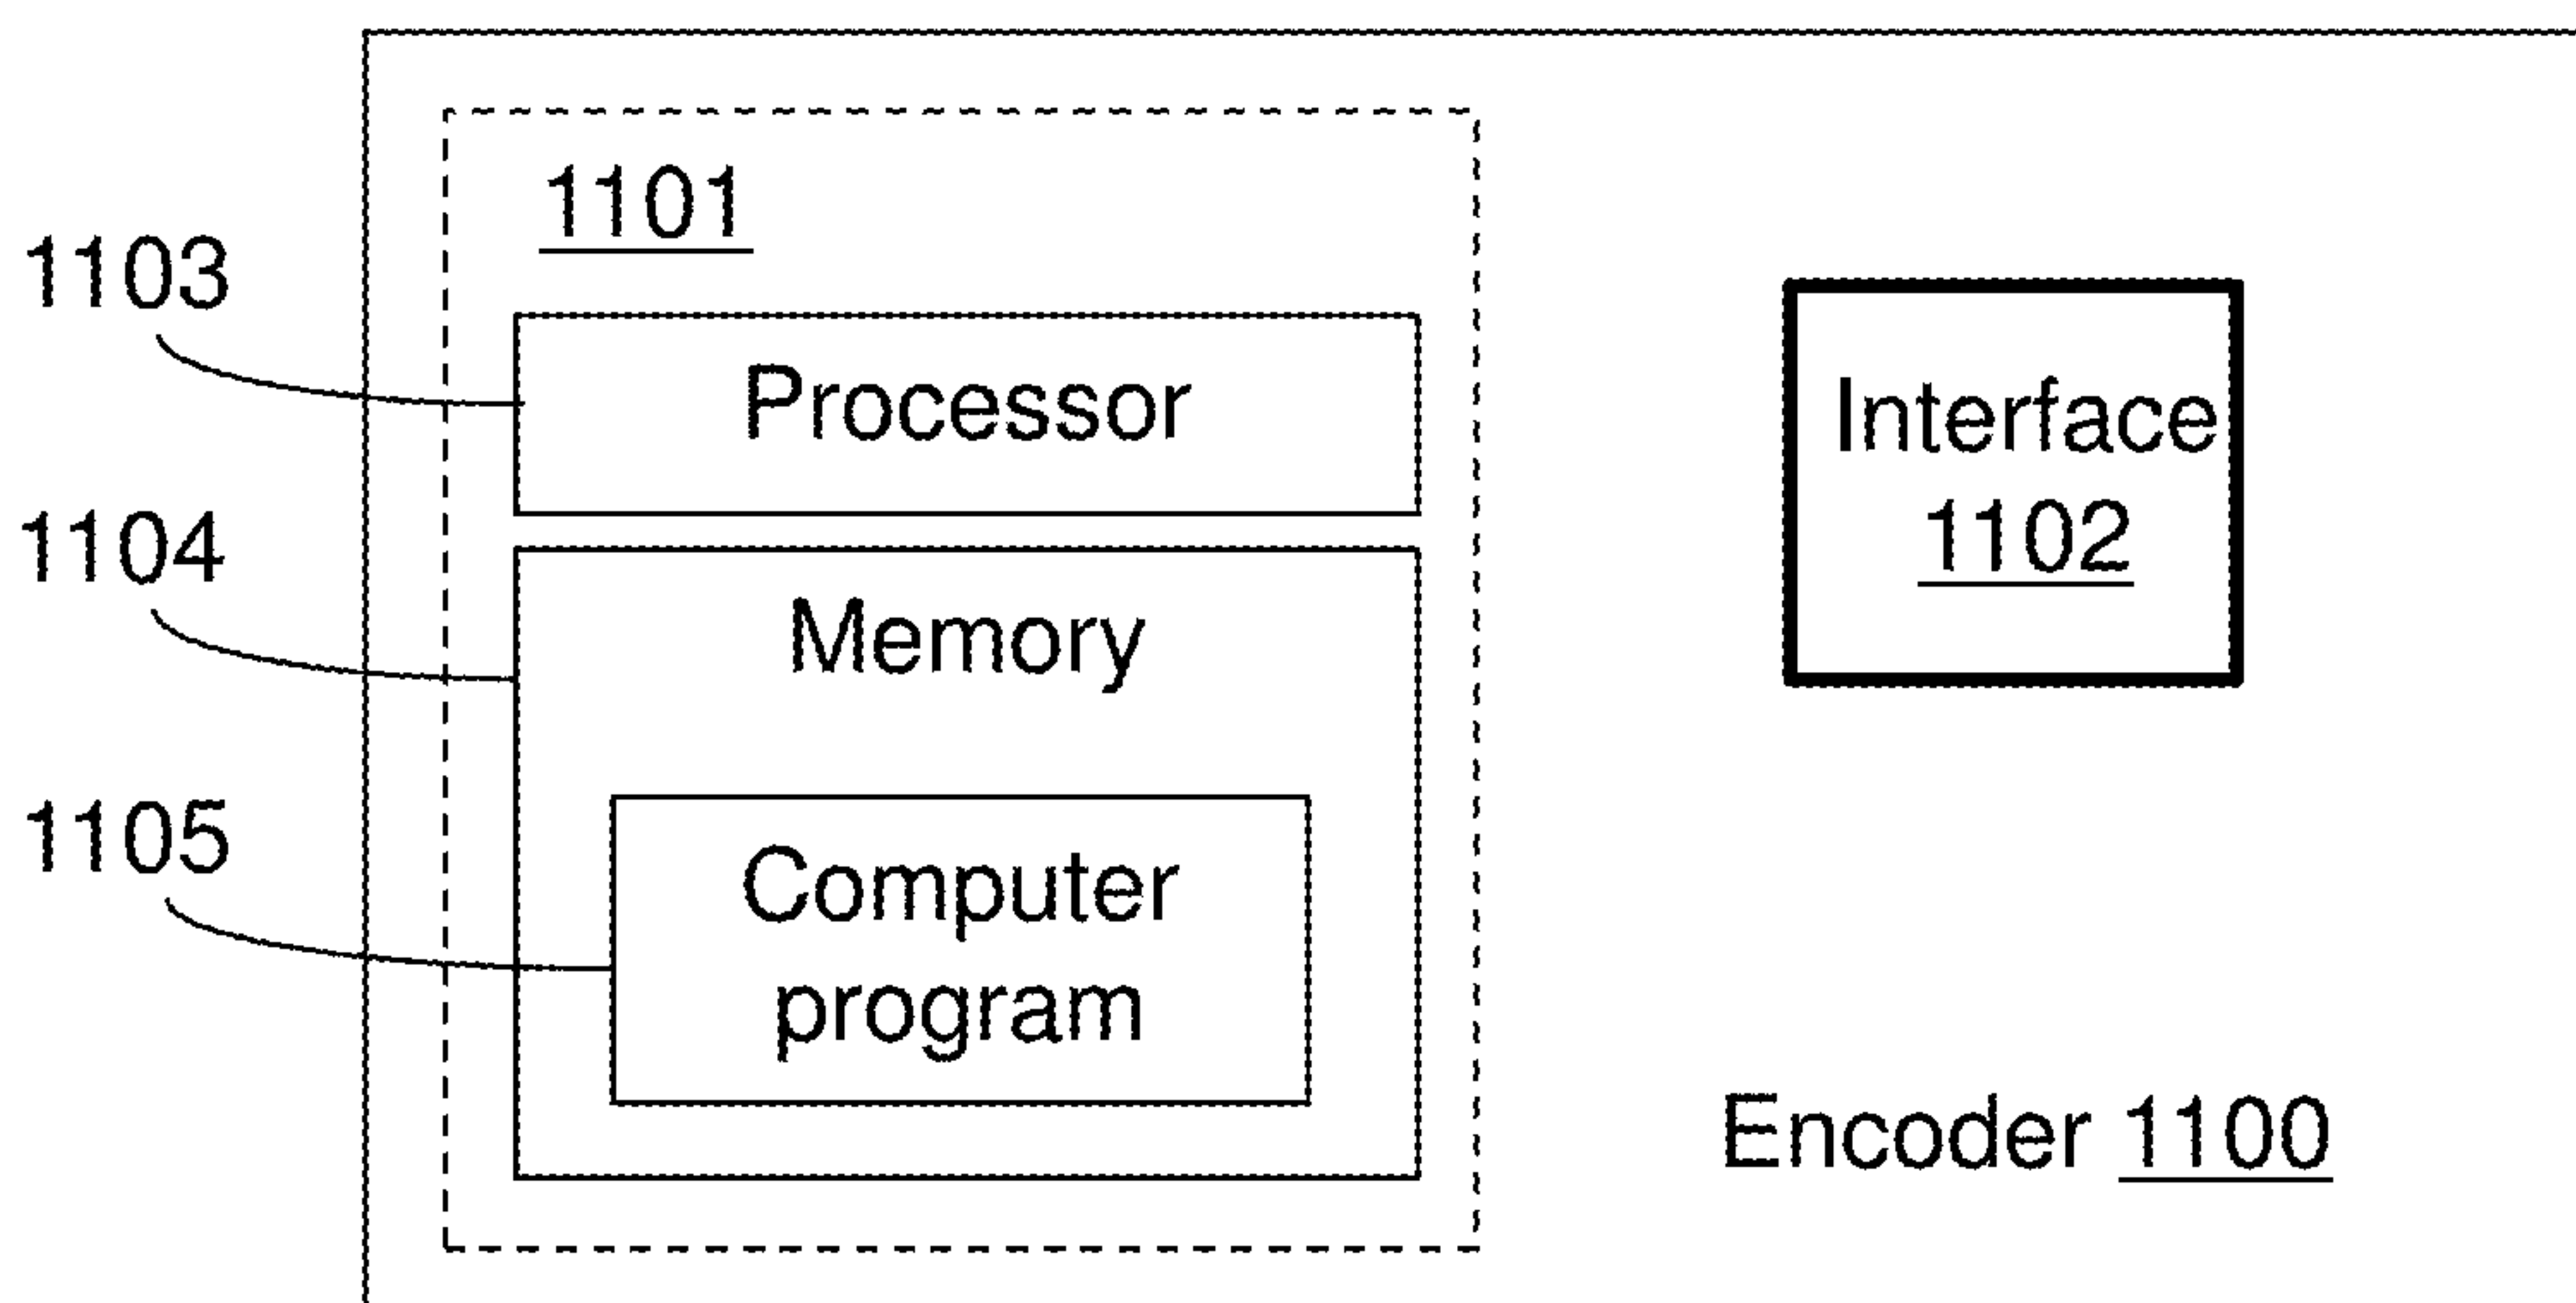 1101
1103
Processor
Interface
1102
1104
Memory
1105
Computer
program
Encoder 1100